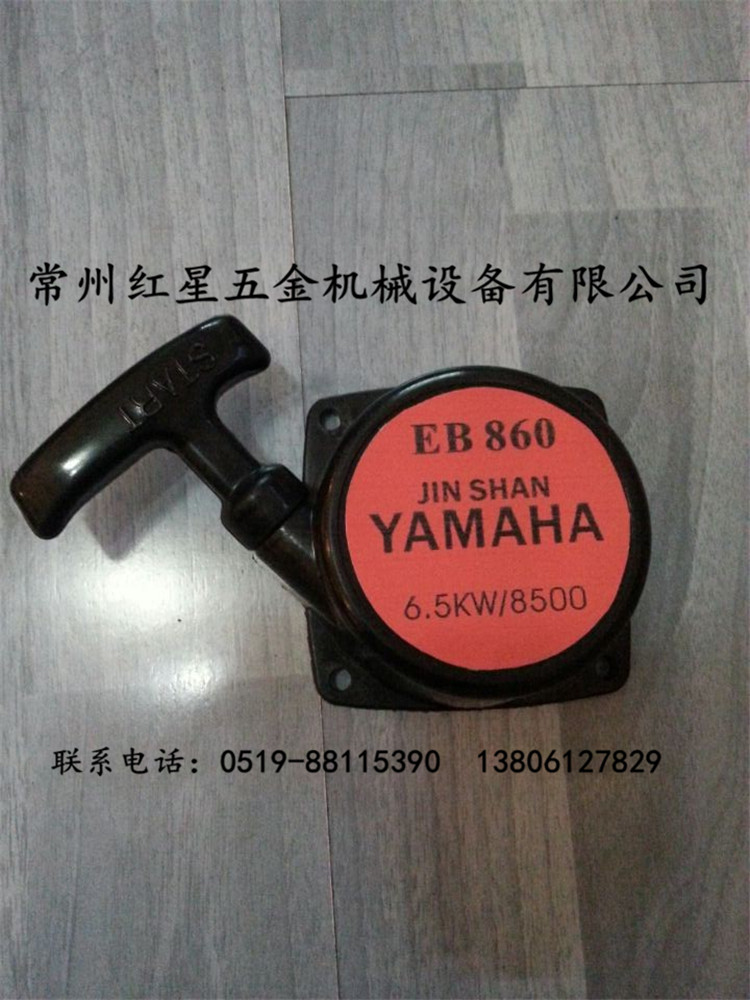 常州红星五金机械设备有限公司
START
EB 860
JIN SHAN
YAMAHA
6.5KW/8500
联系电话：0519-88115390 13806127829